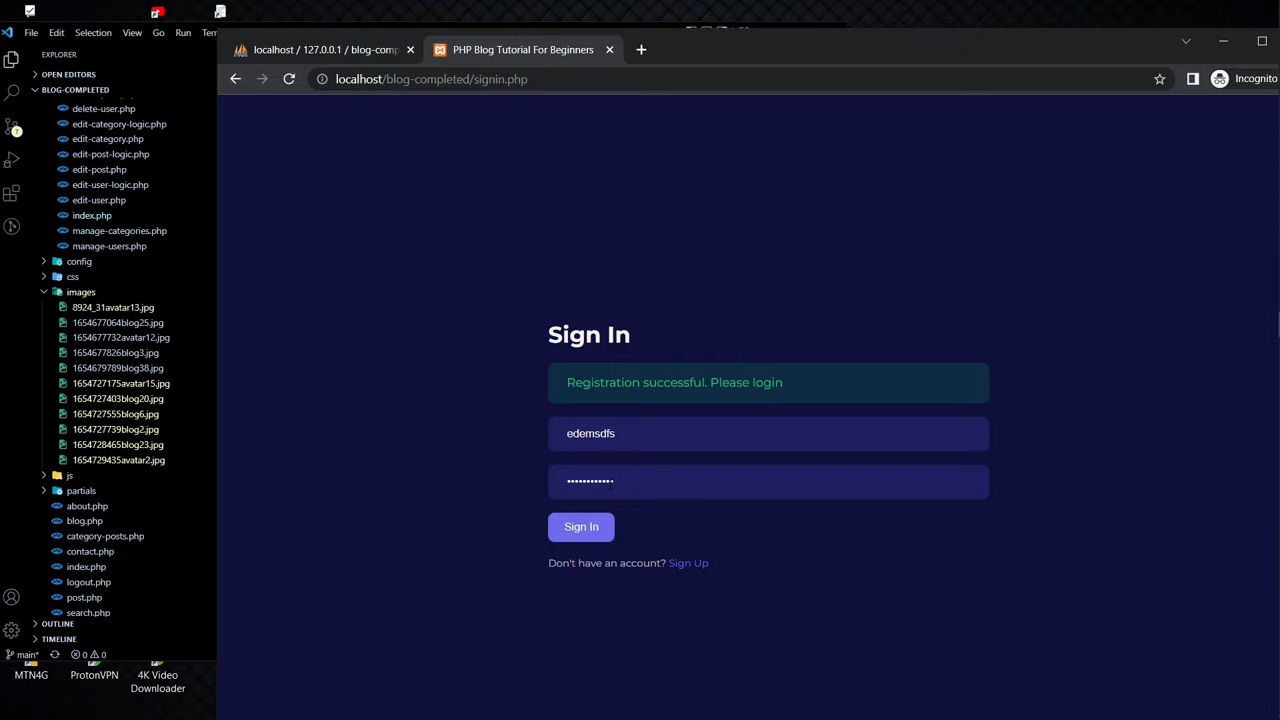 File Edit Selection View Go Run Ter
EXPLORER
OPEN EDITORS
BLOG-COMPLETED
delete-user.php
edit-category-logic.php
edit-category.php
edit-post-logic.php
edit-post.php
edit-user-logic.php
edit-user.php
index.php
manage-categories.php
manage-users.php
config
css
images
8924_31avatar13.jpg
1654677064blog25.jpg
1654677732avatar12.jpg
1654677826blog3.jpg
1654679789blog38.jpg
1654727175avatar15.jpg
1654727403blog20.jpg
1654727555blog6.jpg
1654727739blog2.jpg
1654728465blog23.jpg
1654729435avatar2.jpg
js
partials
about.php
blog.php
category-posts.php
contact.php
index.php
logout.php
post.php
search.php
OUTLINE
TIMELINE
7
main* 0 0
MTN4G ProtonVPN 4K Video
Downloader
localhost / 127.0.0.1 / blog-comp
PHP Blog Tutorial For Beginners
localhost/blog-completed/signin.php
Incognito
Sign In
Registration successful. Please login
edemsdfs
••••••••••••
Sign In
Don't have an account? Sign Up